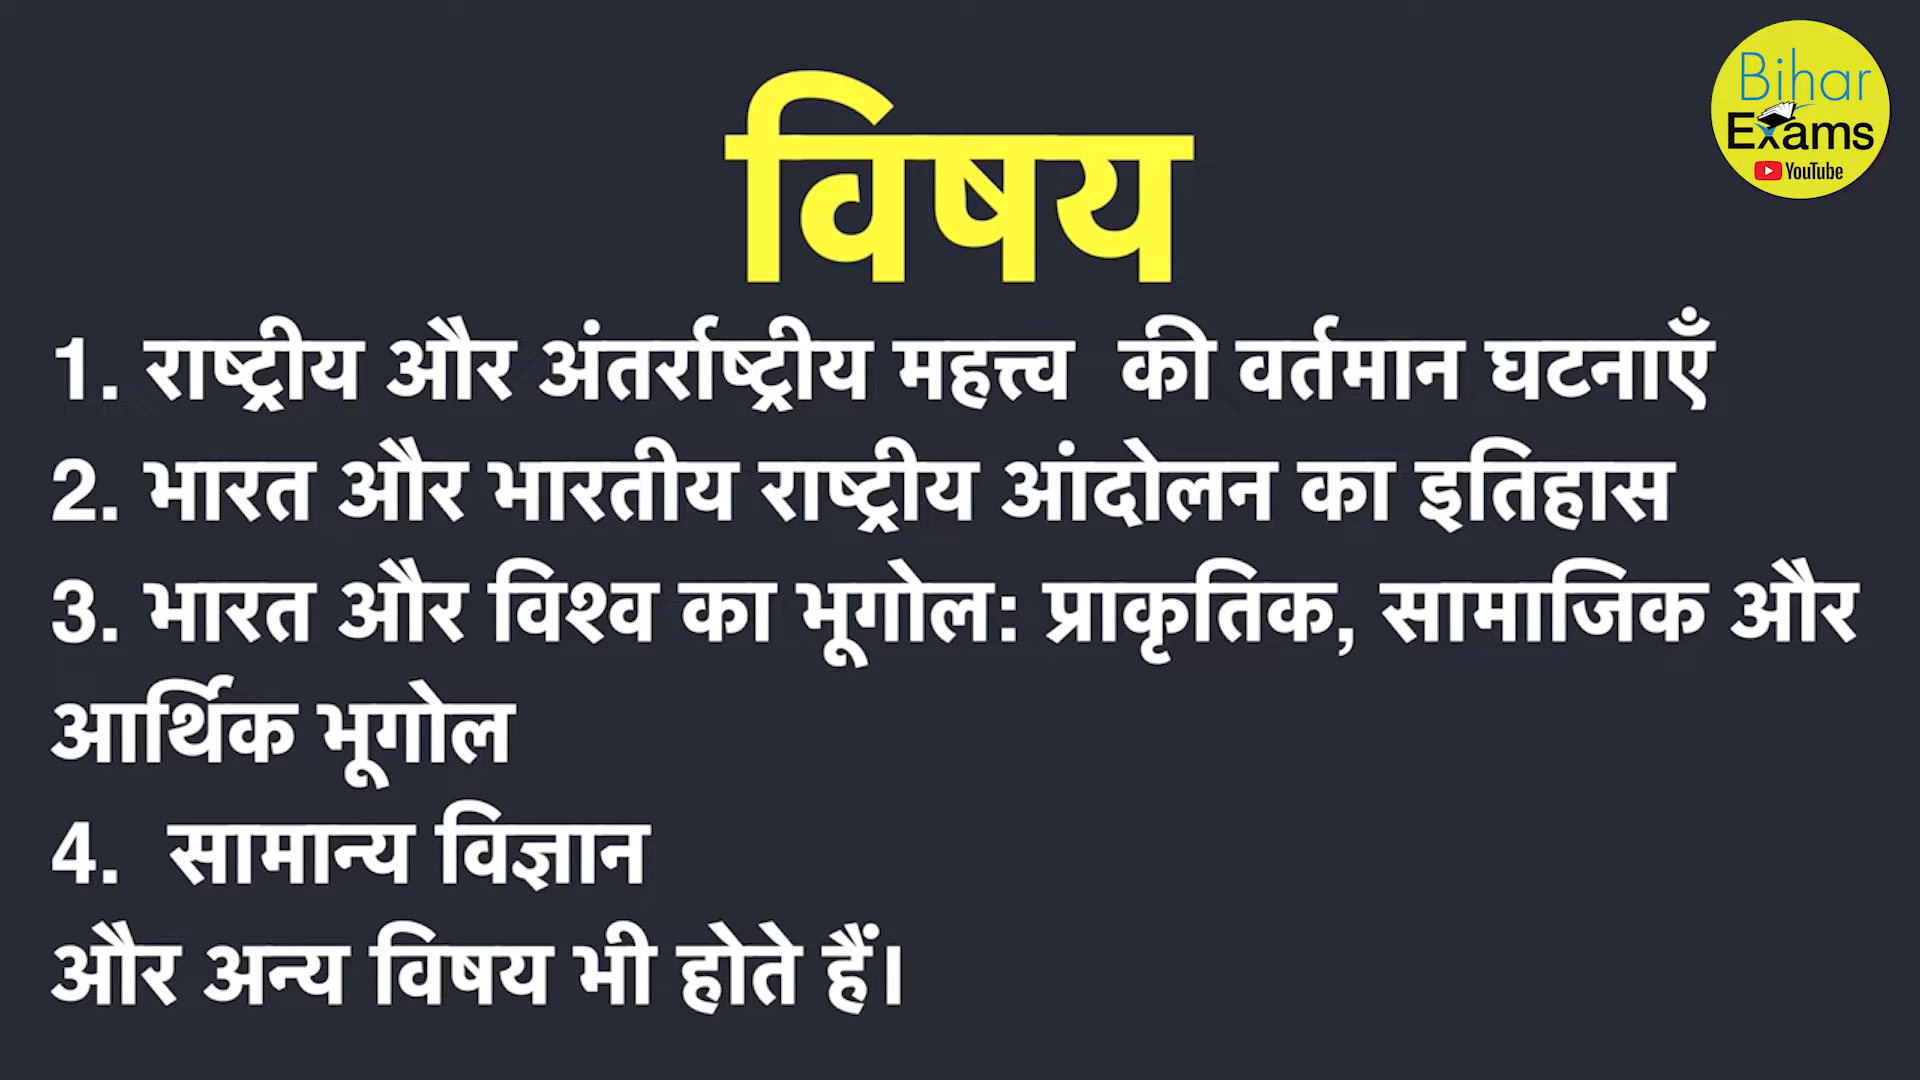 Bihar
Exams
YouTube
विषय
1. राष्ट्रीय और अंतर्राष्ट्रीय महत्त्व की वर्तमान घटनाएँ
2. भारत और भारतीय राष्ट्रीय आंदोलन का इतिहास
3. भारत और विश्व का भूगोल: प्राकृतिक, सामाजिक और
आर्थिक भूगोल
4. सामान्य विज्ञान
और अन्य विषय भी होते हैं।